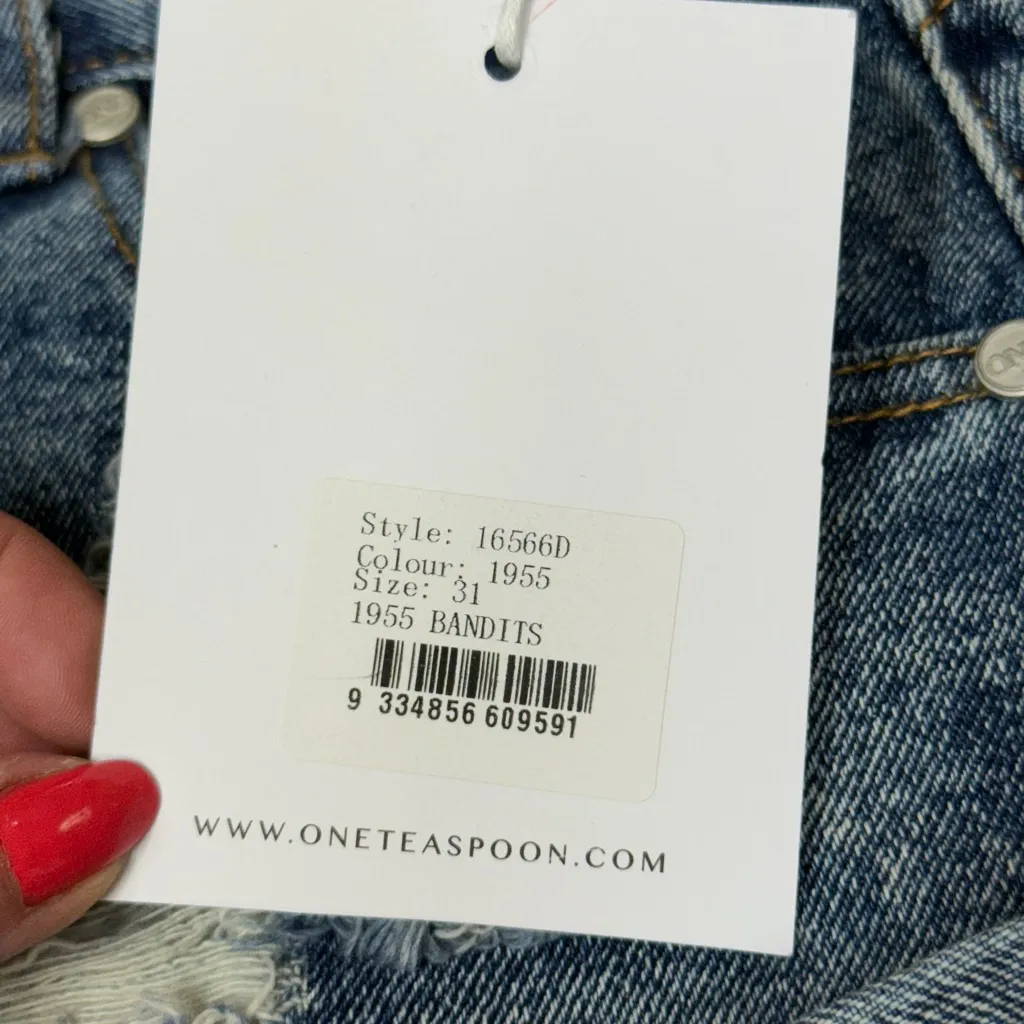 Style: 16566D
Colour: 1955
Size: 31
1955 BANDITS
9 334856 609591
WWW.ONETEASPOON.COM